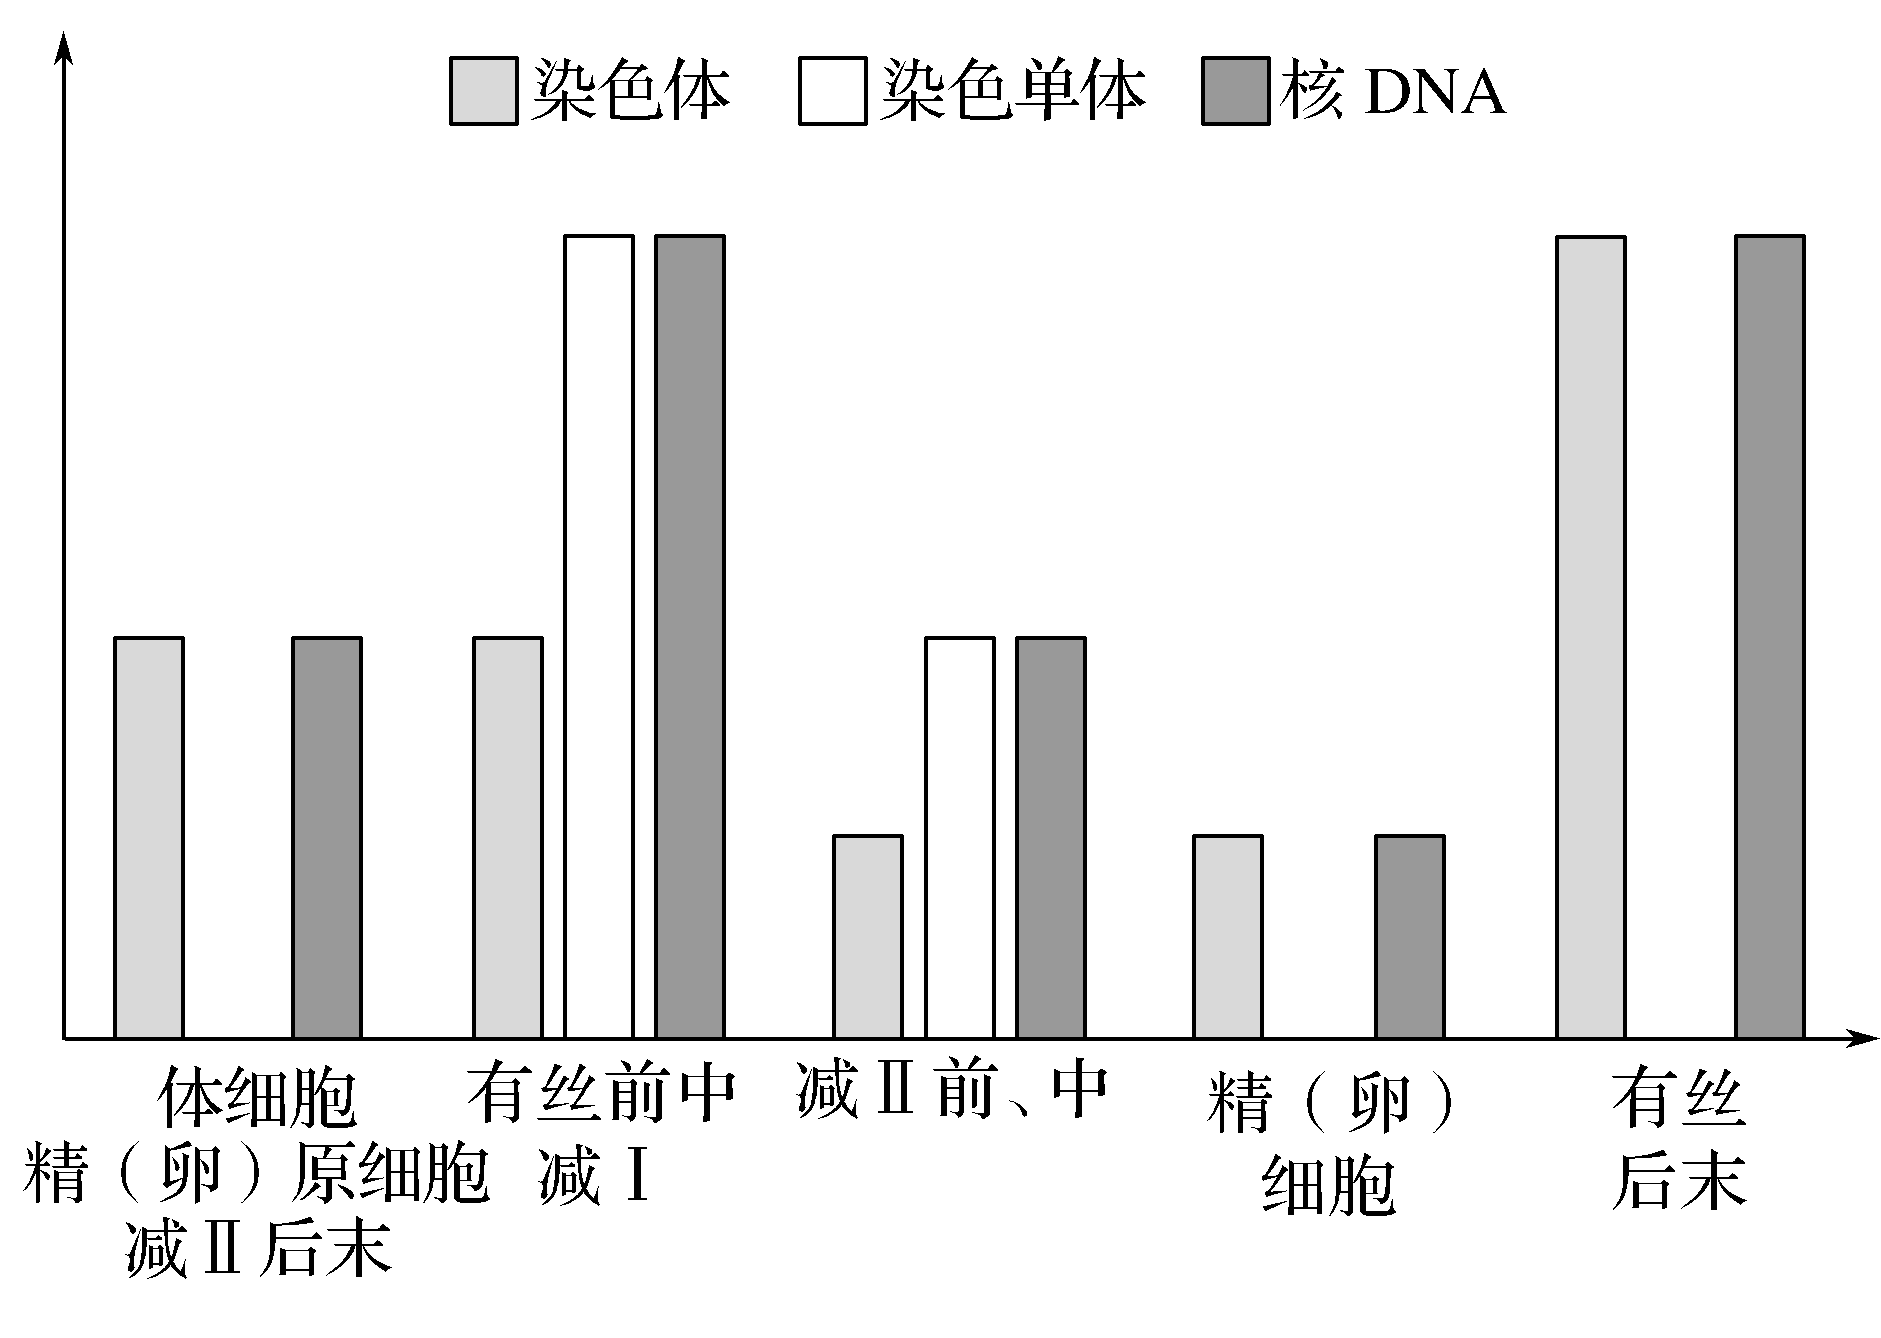 染色体 染色单体 核 DNA
体细胞
精（卵）原细胞
减Ⅱ后末
有丝前中
减Ⅰ
减Ⅱ前、中
精（卵）
细胞
有丝
后末